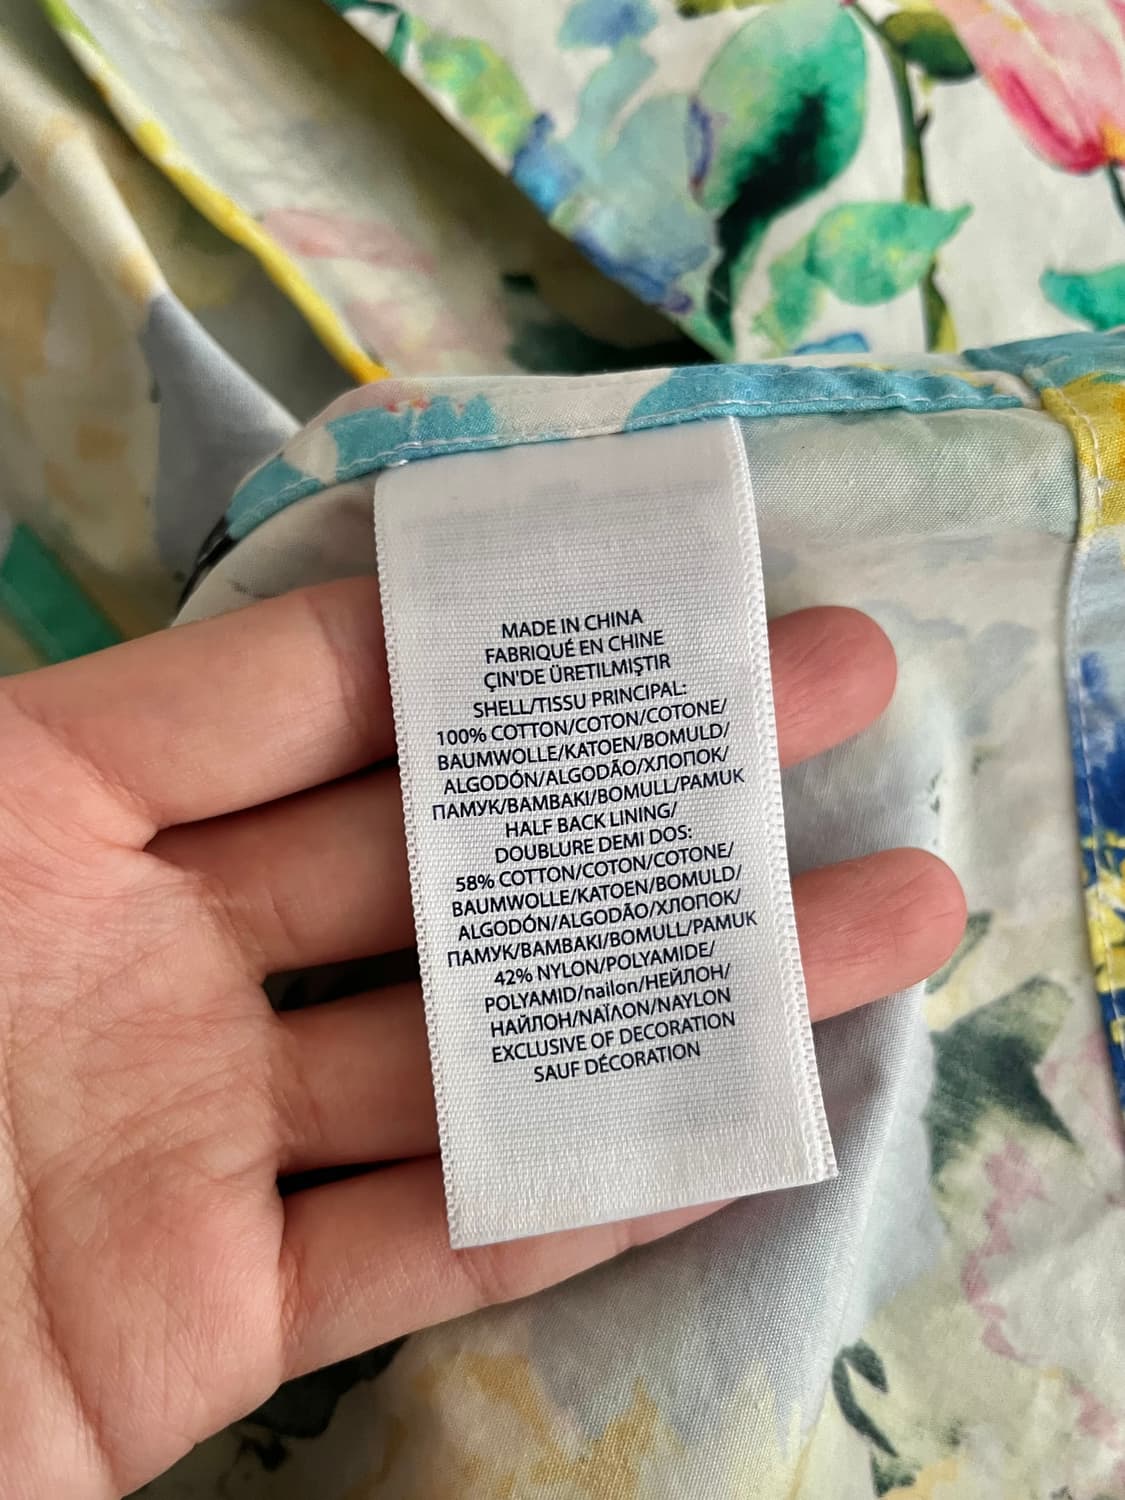 MADE IN CHINA
FABRIQUÉ EN CHINE
ÇIN'DE ÜRETILMIŞTIR
SHELL/TISSU PRINCIPAL:
100% COTTON/COTON/COTONE/
BAUMWOLLE/KATOEN/BOMULD/
ALGODÓN/ALGODÃO/ХЛОПОК/
ПАМУК/BAMBAKI/BOMULL/PAMUK
HALF BACK LINING/
DOUBLURE DEMI DOS:
58% COTTON/COTON/COTONE/
BAUMWOLLE/KATOEN/BOMULD/
ALGODÓN/ALGODÃO/ХЛОПОК/
ПАМУК/BAMBAKI/BOMULL/PAMUK
42% NYLON/POLYAMIDE/
POLYAMID/nailon/НЕЙЛОН/
НАЙЛОН/ΝΑΪΛΟΝ/NAYLON
EXCLUSIVE OF DECORATION
SAUF DÉCORATION